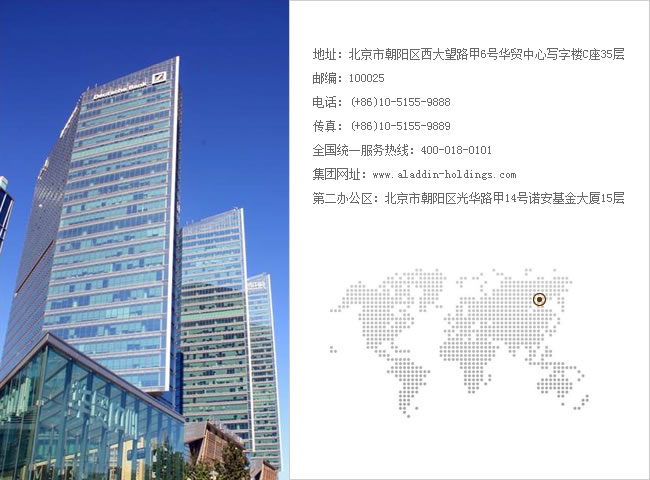 Deutsche Bank
地址：北京市朝阳区西大望路甲6号华贸中心写字楼C座35层
邮编：100025
电话：(+86)10-5155-9888
传真：(+86)10-5155-9889
全国统一服务热线：400-018-0101
集团网址：www.aladdin-holdings.com
第二办公区：北京市朝阳区光华路甲14号诺安基金大厦15层